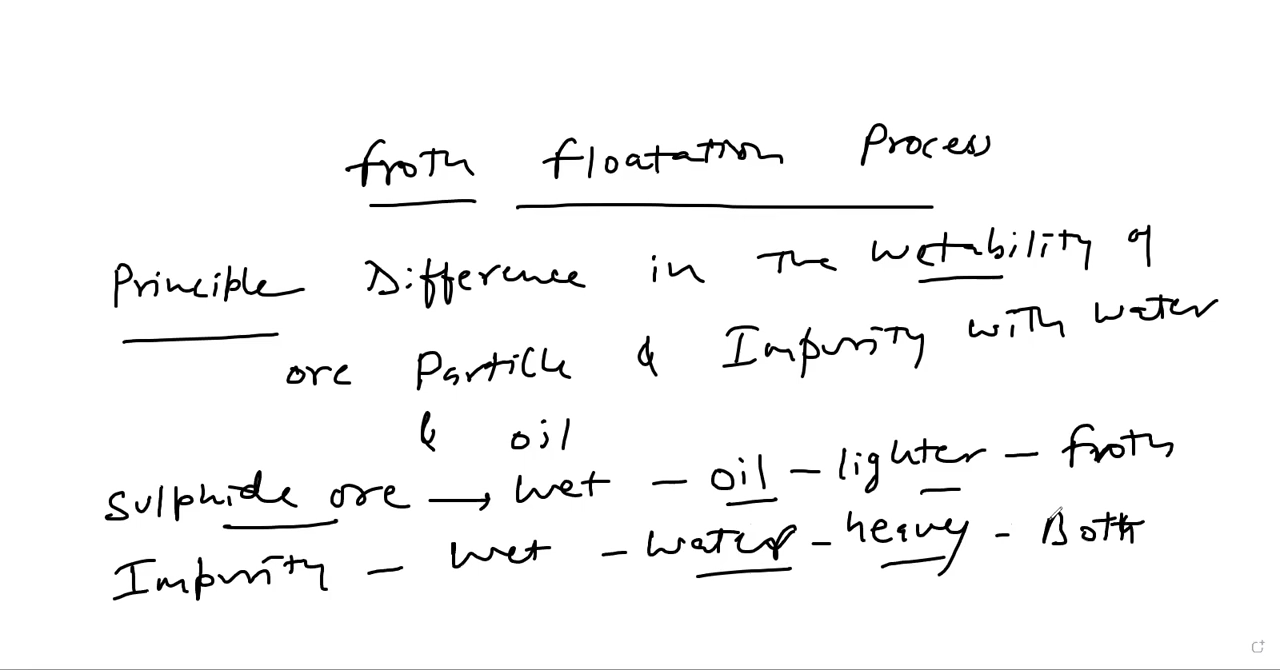 froth floatation Process
Principle Difference in the wetability of
ore Particle & Impurity with water
& oil
Sulphide ore → wet – oil – lighter – froth
Impurity – wet – water – heavy – Bott